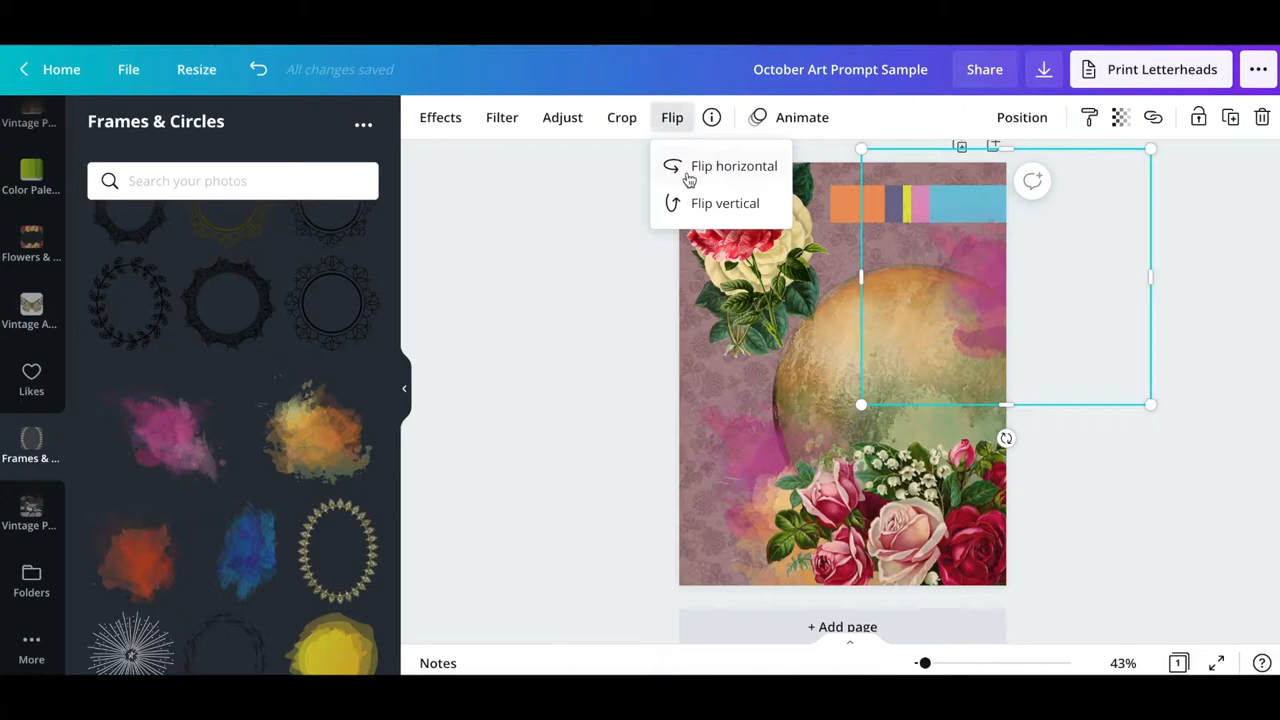 Home File Resize All changes saved October Art Prompt Sample Share Print Letterheads
Effects Filter Adjust Crop Flip Animate Position
Flip horizontal
Flip vertical
Vintage P...
Color Pale...
Flowers & ...
Vintage A...
Likes
Frames & ...
Vintage P...
Folders
More
Frames & Circles
Search your photos
+ Add page
Notes 43% 1